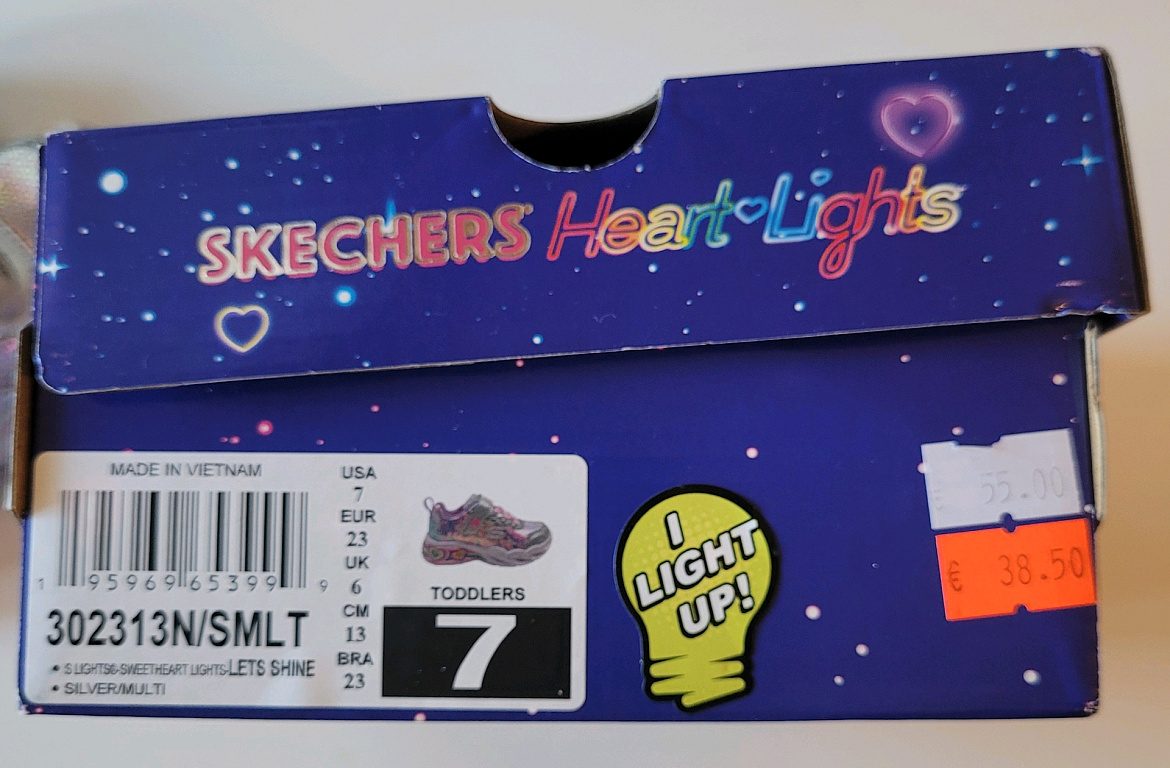 SKECHERS Heart Lights
MADE IN VIETNAM
1 95969 65399 9
302313N/SMLT
• S LIGHTS®-SWEETHEART LIGHTS-LETS SHINE
• SILVER/MULTI
USA
7
EUR
23
UK
6
CM
13
BRA
23
TODDLERS
7
I
LIGHT
UP!
55.00
€ 38.50